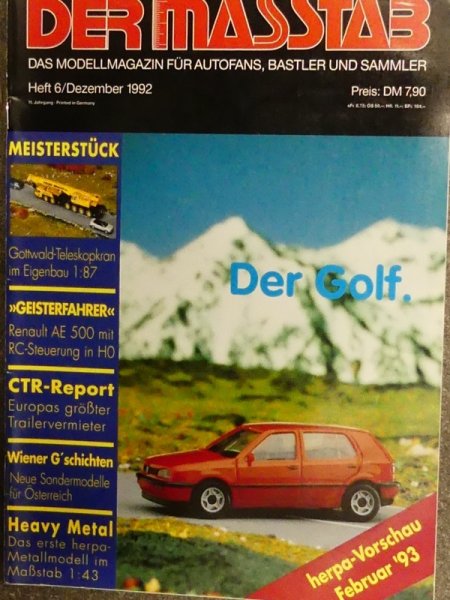 DER MASSTAB
DAS MODELLMAGAZIN FÜR AUTOFANS, BASTLER UND SAMMLER
Heft 6/Dezember 1992
Preis: DM 7,90
MEISTERSTÜCK
Gottwald-Teleskopkran
im Eigenbau 1:87
»GEISTERFAHRER«
Renault AE 500 mit
RC-Steuerung in H0
CTR-Report
Europas größter
Trailervermieter
Wiener G´schichten
Neue Sondermodelle
für Österreich
Heavy Metal
Das erste herpa-
Metallmodell im
Maßstab 1:43
Der Golf.
herpa-Vorschau
Februar '93